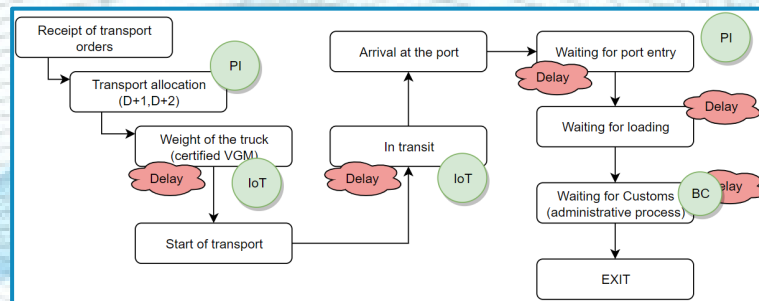 Receipt of transport
orders
PI
Transport allocation
(D+1,D+2)
Weight of the truck
(certified VGM)
Delay
IoT
Start of transport
Arrival at the port
In transit
Delay
IoT
Waiting for port entry
PI
Delay
Waiting for loading
Delay
Waiting for Customs
(administrative process)
BC
elay
EXIT